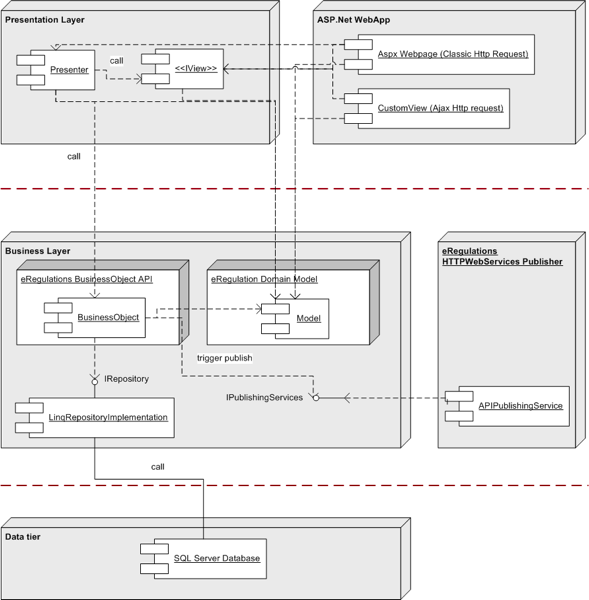 Presentation Layer
ASP.Net WebApp
Presenter
call
<<IView>>
Aspx Webpage (Classic Http Request)
CustomView (Ajax Http request)
call
Business Layer
eRegulations
HTTPWebServices Publisher
eRegulations BusinessObject API
eRegulation Domain Model
BusinessObject
Model
trigger publish
IRepository
IPublishingServices
LinqRepositoryImplementation
APIPublishingService
call
Data tier
SQL Server Database